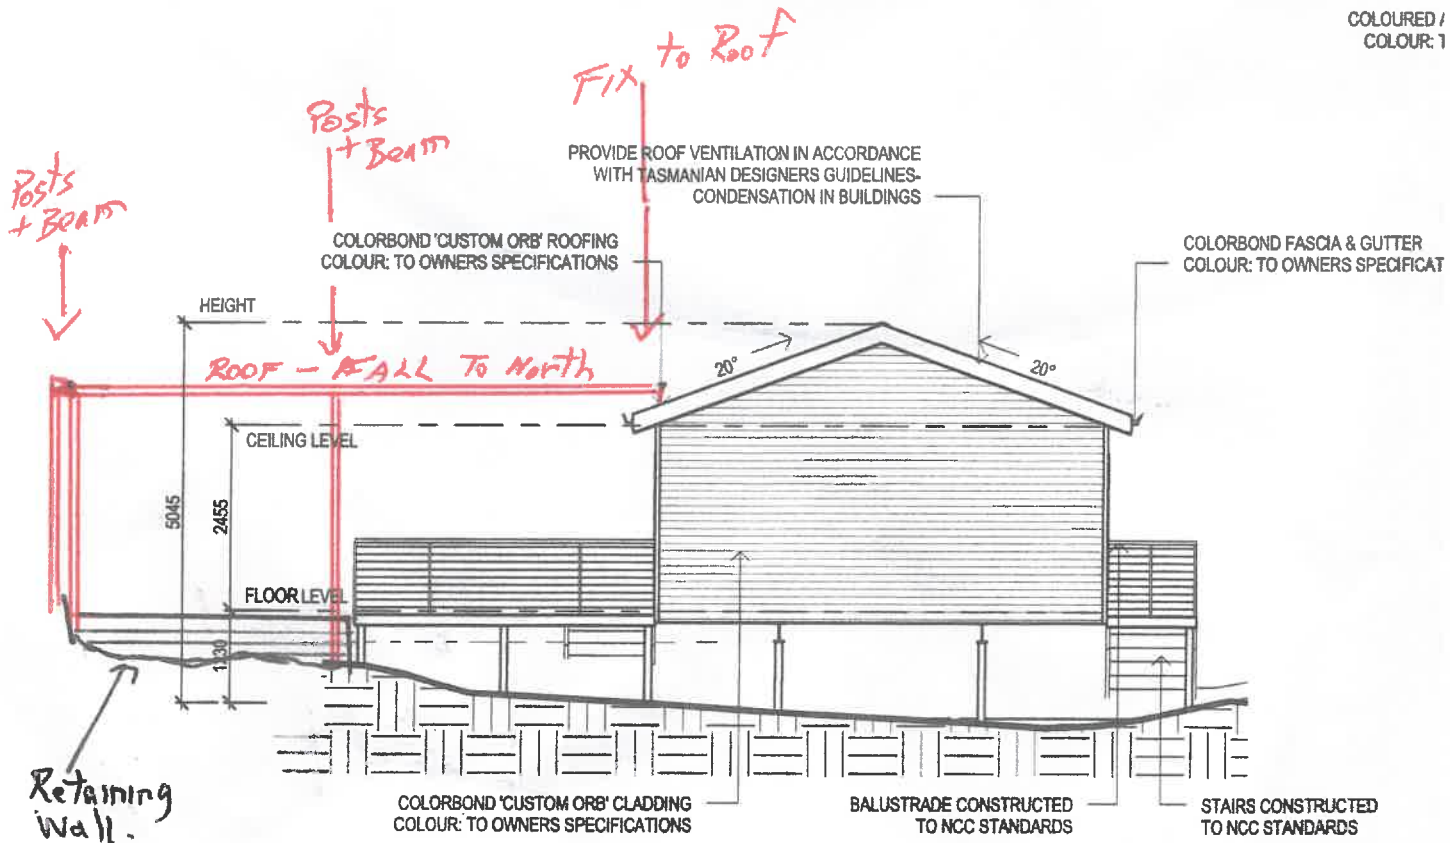 COLOURED
COLOUR: T
FIX to Roof
Posts
+ Beam
Posts
+ Beam
PROVIDE ROOF VENTILATION IN ACCORDANCE
WITH TASMANIAN DESIGNERS GUIDELINES-
CONDENSATION IN BUILDINGS
COLORBOND 'CUSTOM ORB' ROOFING
COLOUR: TO OWNERS SPECIFICATIONS
COLORBOND FASCIA & GUTTER
COLOUR: TO OWNERS SPECIFICAT
HEIGHT
ROOF - FALL TO North
20°
20°
CEILING LEVEL
5045
2455
FLOOR LEVEL
Retaining
Wall.
COLORBOND 'CUSTOM ORB' CLADDING
COLOUR: TO OWNERS SPECIFICATIONS
BALUSTRADE CONSTRUCTED
TO NCC STANDARDS
STAIRS CONSTRUCTED
TO NCC STANDARDS